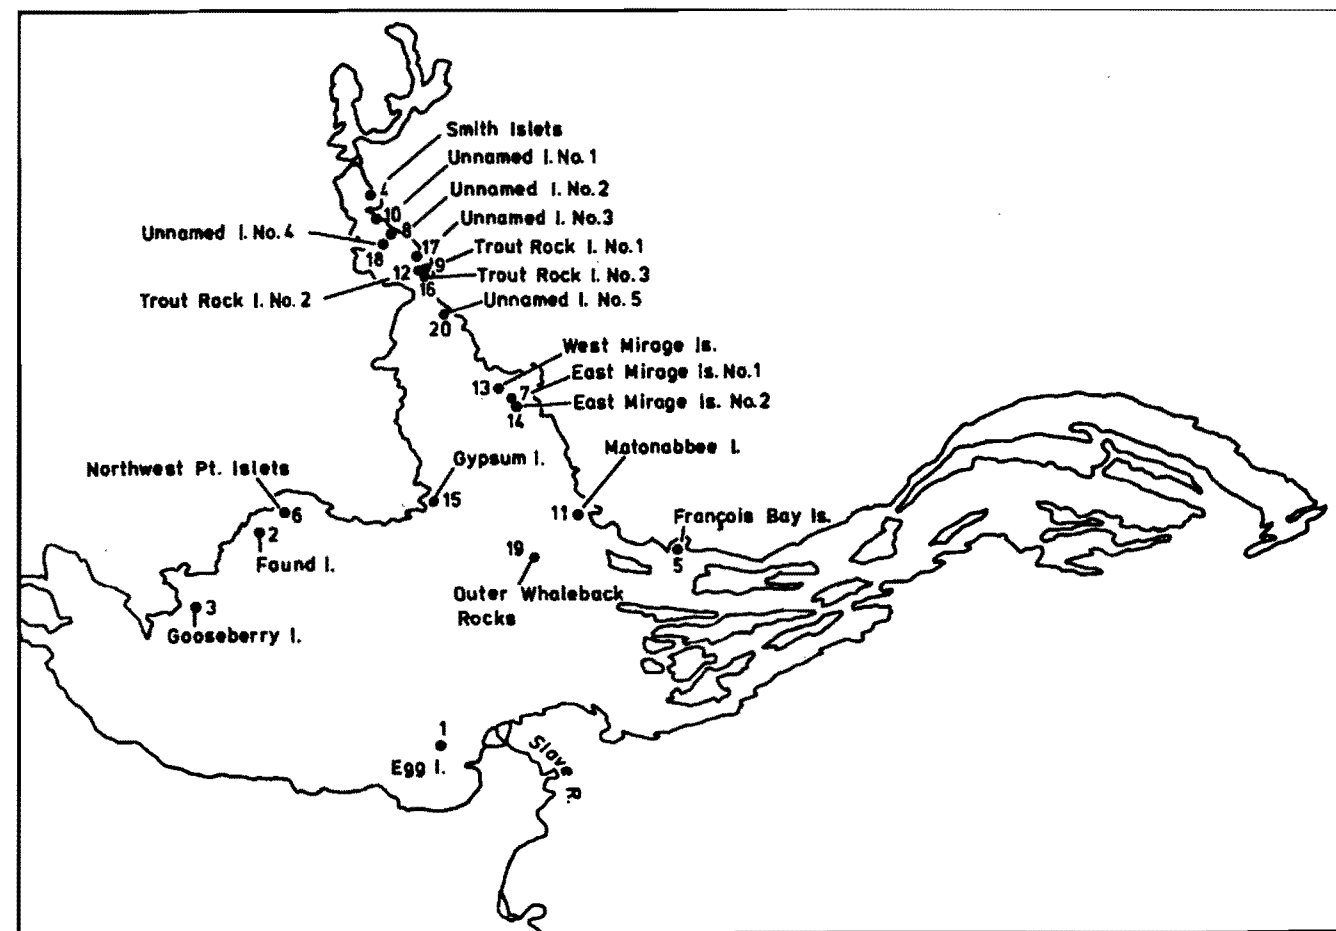 Smith Islets
Unnamed I. No. 1
4
Unnamed I. No. 2
10
Unnamed I. No. 3
8
Unnamed I. No. 4
17
Trout Rock I. No. 1
18
9
12
Trout Rock I. No. 3
16
Trout Rock I. No. 2
Unnamed I. No. 5
20
West Mirage Is.
East Mirage Is. No. 1
13
7
East Mirage Is. No. 2
14
Matonabbee I.
Gypsum I.
Northwest Pt. Islets
15
6
11
François Bay Is.
2
19
5
Found I.
Outer Whaleback
Rocks
3
Gooseberry I.
1
Egg I.
Slave R.